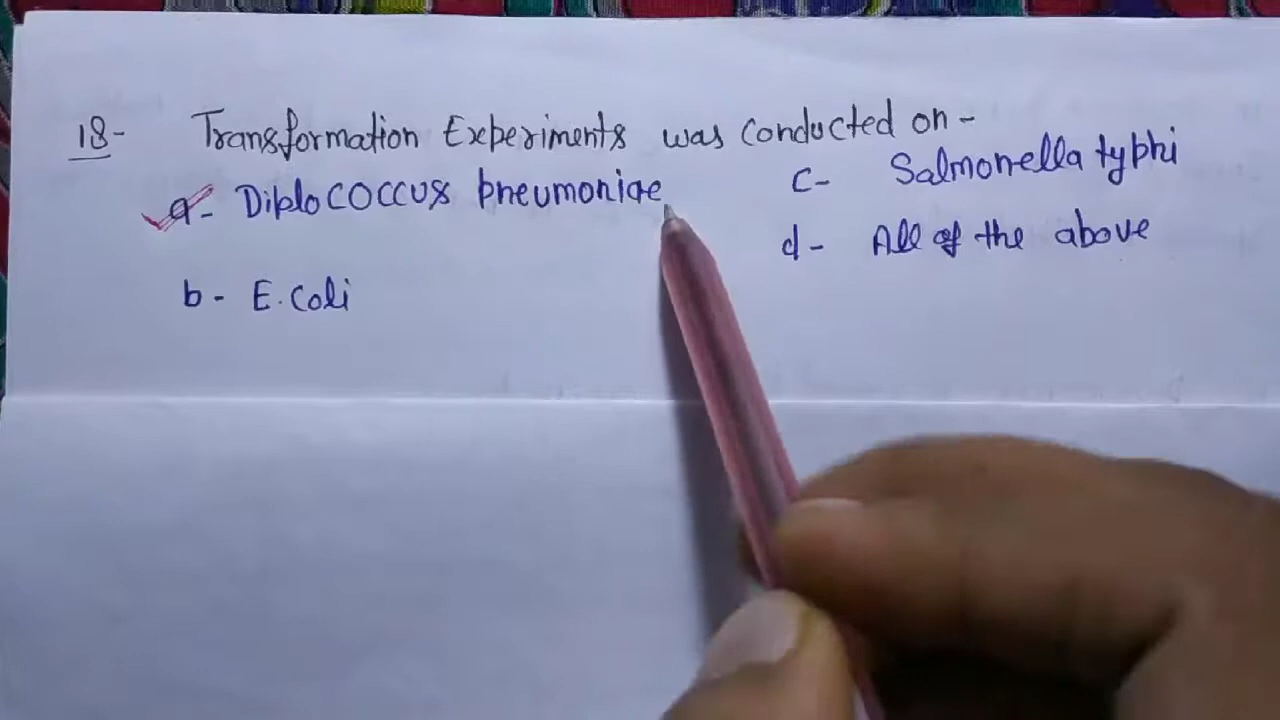 18- Transformation Experiments was conducted on -
a- Diplococcus pneumoniae
b- E. coli
c- Salmonella typhi
d- All of the above